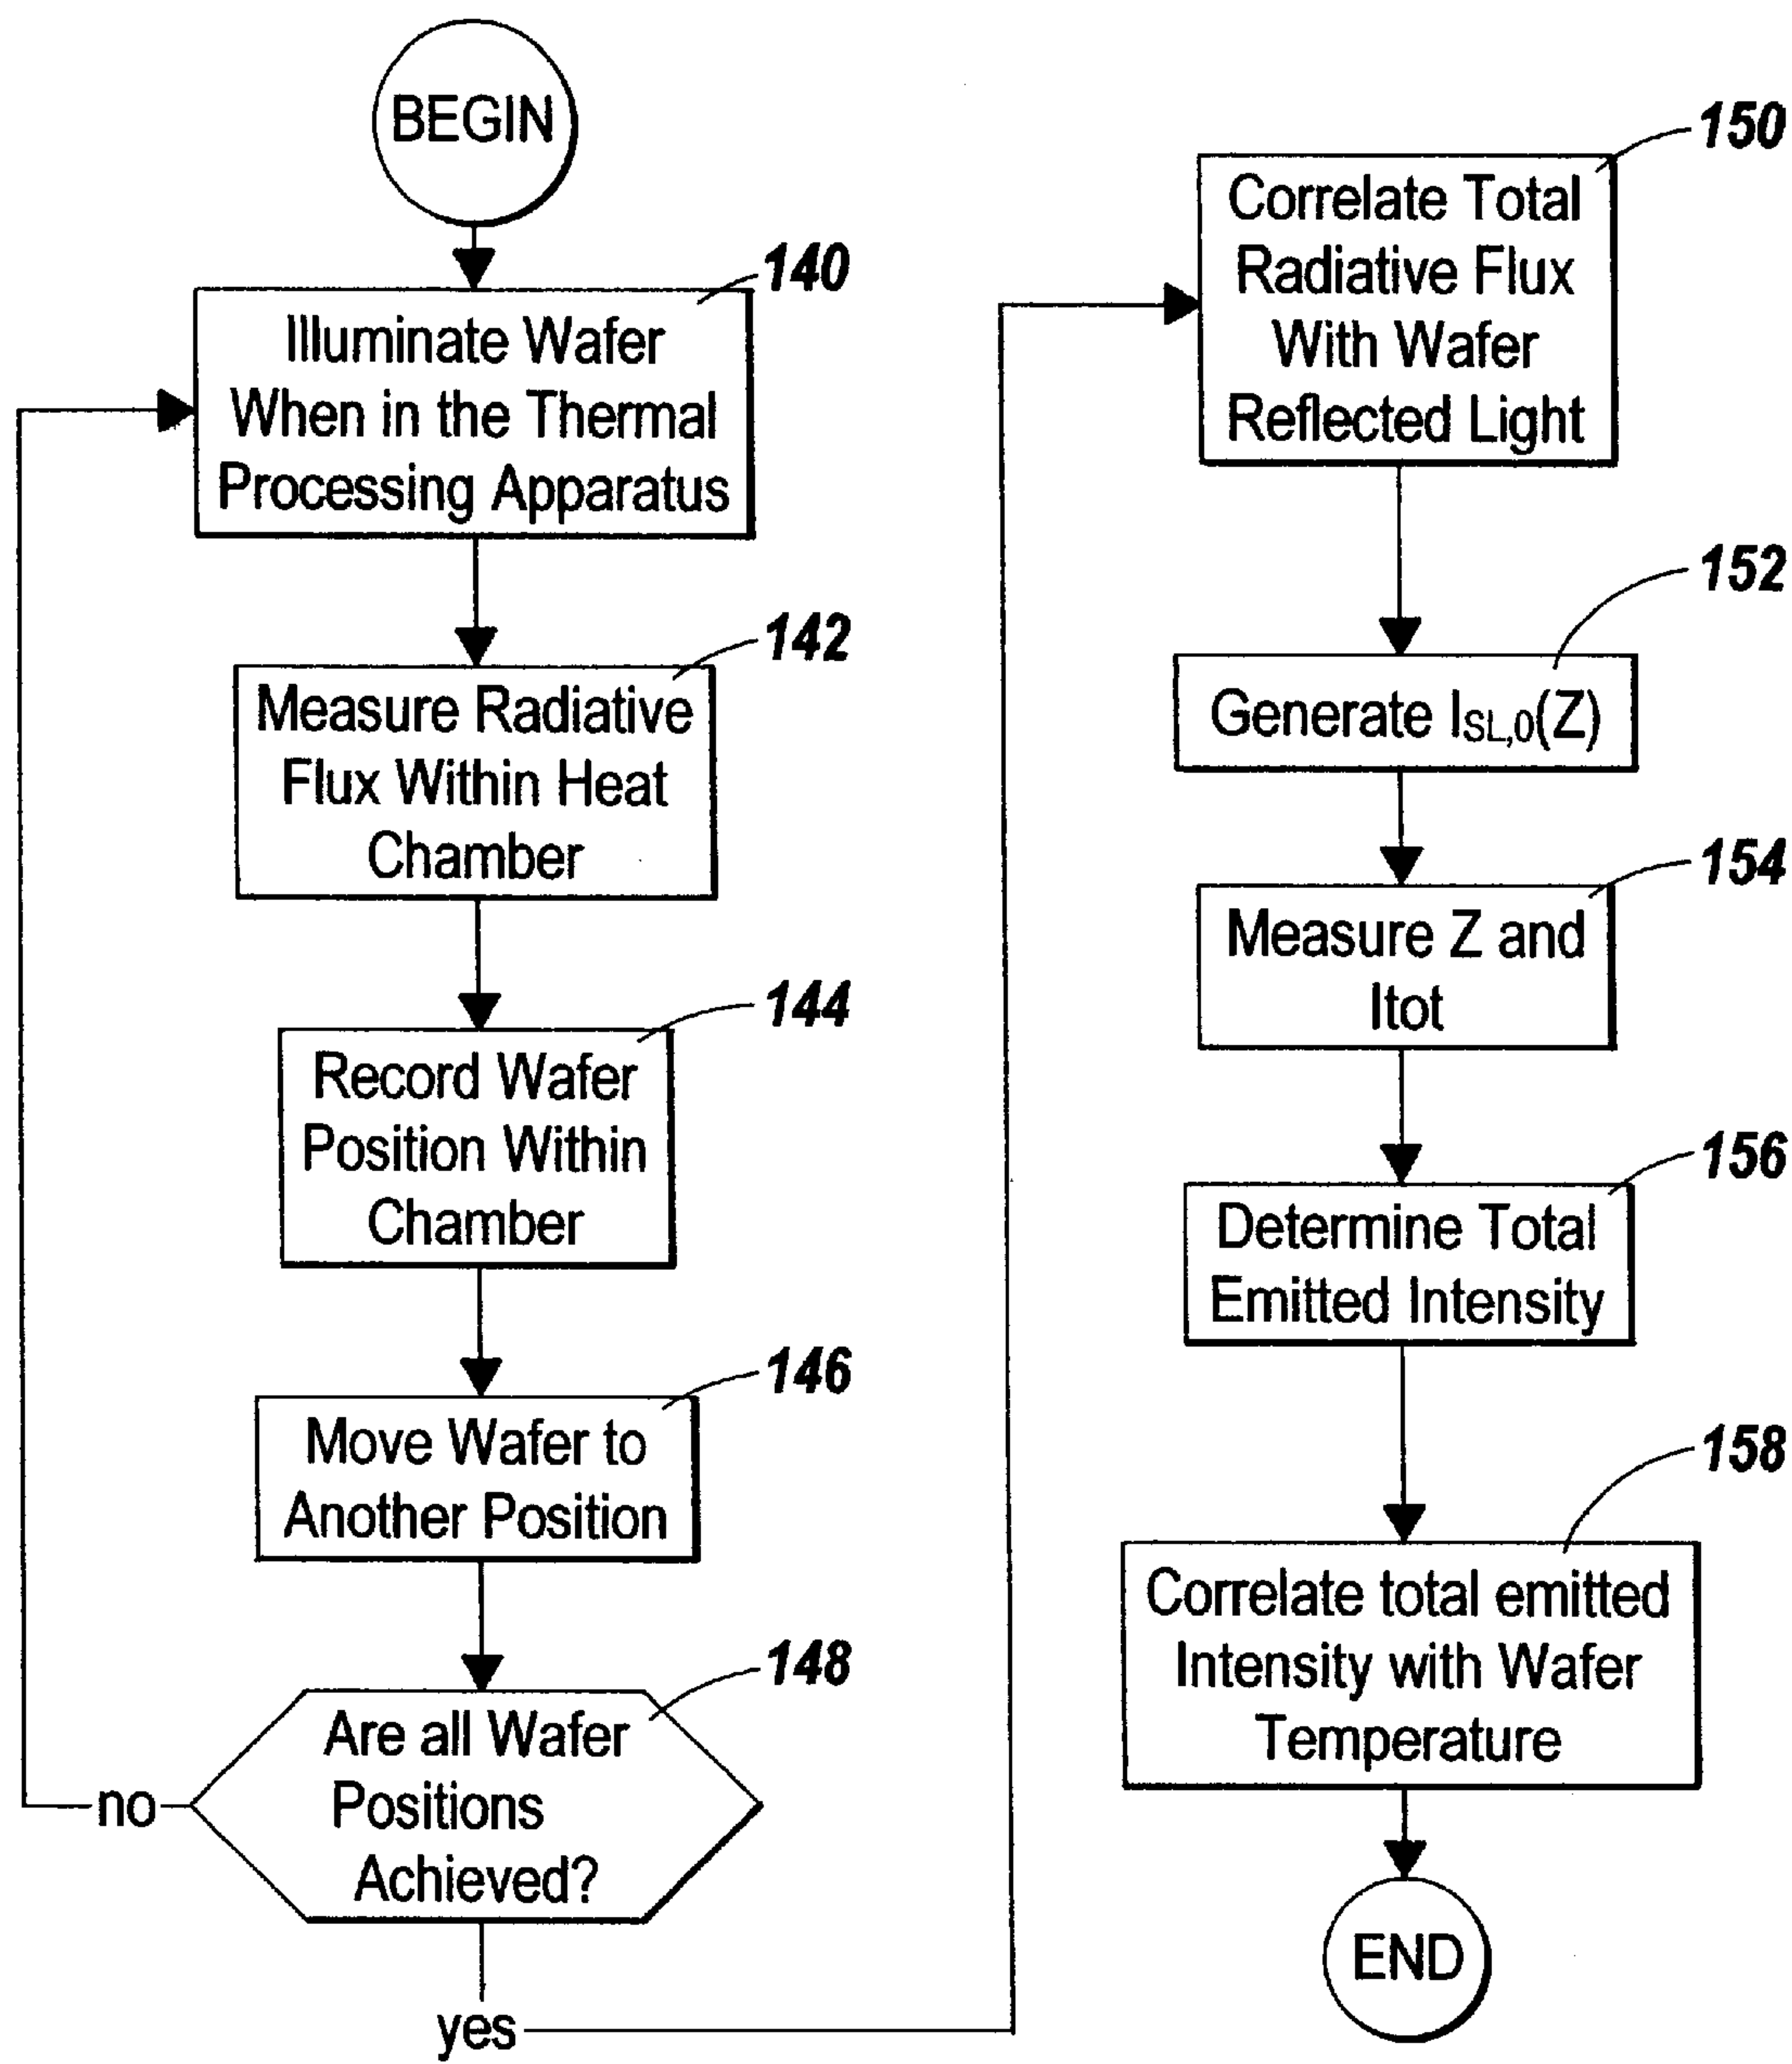 BEGIN
140
Illuminate Wafer
When in the Thermal
Processing Apparatus
142
Measure Radiative
Flux Within Heat
Chamber
144
Record Wafer
Position Within
Chamber
146
Move Wafer to
Another Position
148
Are all Wafer
Positions
Achieved?
no
yes
150
Correlate Total
Radiative Flux
With Wafer
Reflected Light
152
Generate I_SL,0(Z)
154
Measure Z and
Itot
156
Determine Total
Emitted Intensity
158
Correlate total emitted
Intensity with Wafer
Temperature
END